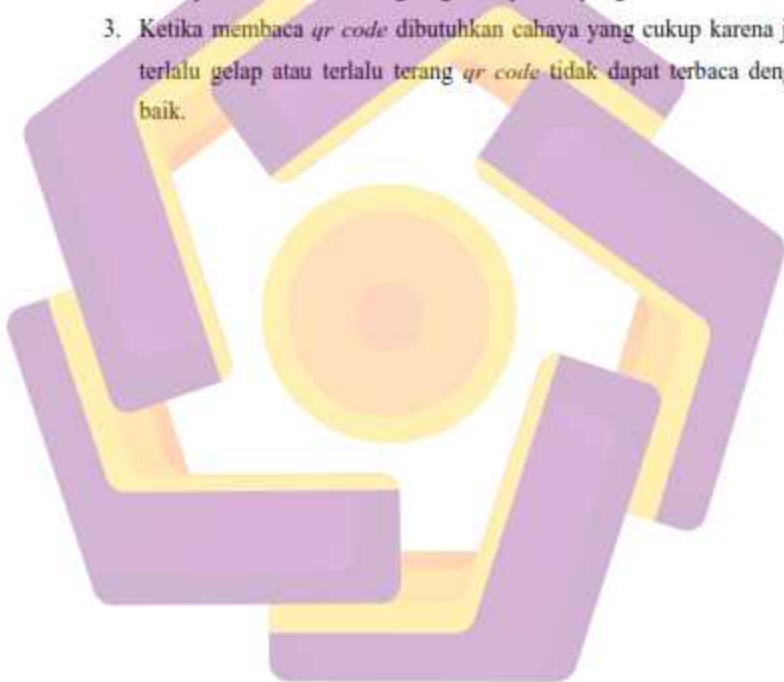 3. Ketika membaca qr code dibutuhkan cahaya yang cukup karena
terlalu gelap atau terlalu terang qr code tidak dapat terbaca
baik.